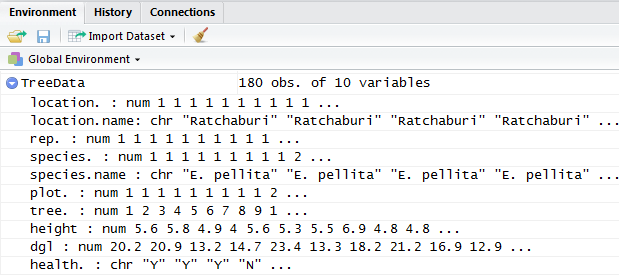 Environment History Connections
Import Dataset
Global Environment
TreeData 180 obs. of 10 variables
location. : num 1 1 1 1 1 1 1 1 1 1 ...
location.name: chr "Ratchaburi" "Ratchaburi" "Ratchaburi" "Ratchaburi" ...
rep. : num 1 1 1 1 1 1 1 1 1 1 ...
species. : num 1 1 1 1 1 1 1 1 1 2 ...
species.name : chr "E. pellita" "E. pellita" "E. pellita" "E. pellita" ...
plot. : num 1 1 1 1 1 1 1 1 1 2 ...
tree. : num 1 2 3 4 5 6 7 8 9 1 ...
height : num 5.6 5.8 4.9 4 5.6 5.3 5.5 6.9 4.8 4.8 ...
dgl : num 20.2 20.9 13.2 14.7 23.4 13.3 18.2 21.2 16.9 12.9 ...
health. : chr "Y" "Y" "Y" "N" ...